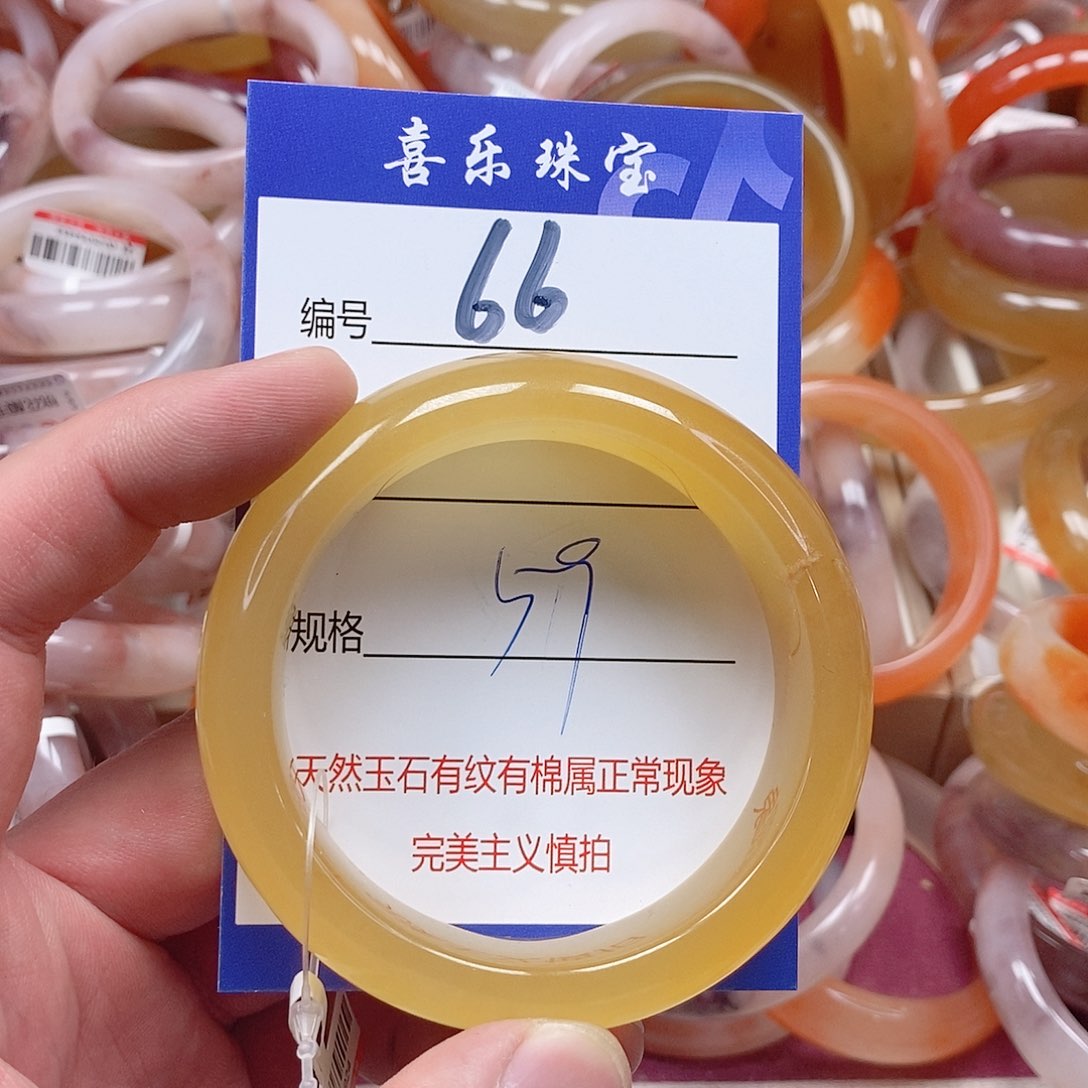 喜乐珠宝
编号 66
规格 59
天然玉石有纹有棉属正常现象
完美主义慎拍